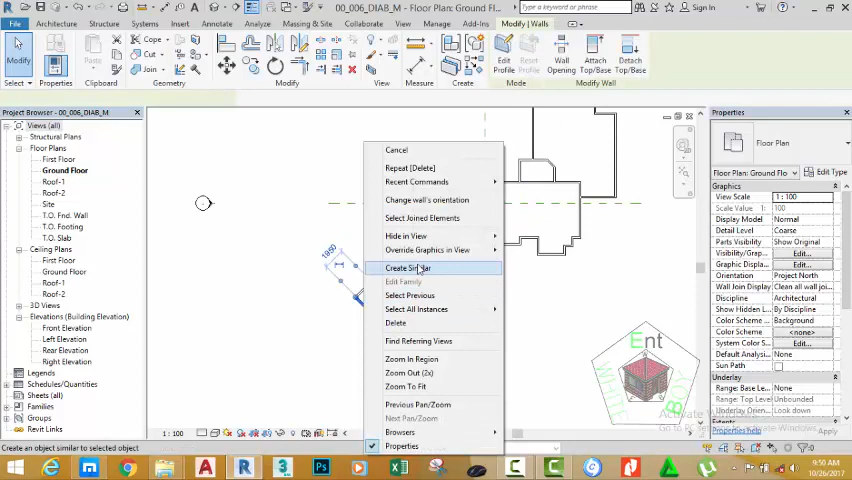 00_006_DIAB_M - Floor Plan: Ground Fl...
Type a keyword or phrase
Sign In
File
Architecture
Structure
Systems
Insert
Annotate
Analyze
Massing & Site
Collaborate
View
Manage
Add-Ins
Modify | Walls
Modify
Properties
Paste
Cope
Cut
Join
Edit Profile
Reset Profile
Wall Opening
Attach Top/Base
Detach Top/Base
Select
Properties
Clipboard
Geometry
Modify
View
Measure
Create
Mode
Modify Wall
Project Browser - 00_006_DIAB_M
Views (all)
Structural Plans
Floor Plans
First Floor
Ground Floor
Roof-1
Roof-2
Site
T.O. Fnd. Wall
T.O. Footing
T.O. Slab
Ceiling Plans
First Floor
Ground Floor
Roof-1
Roof-2
3D Views
Elevations (Building Elevation)
Front Elevation
Left Elevation
Rear Elevation
Right Elevation
Legends
Schedules/Quantities
Sheets (all)
Families
Groups
Revit Links
1850
Cancel
Repeat [Delete]
Recent Commands
Change wall's orientation
Select Joined Elements
Hide in View
Override Graphics in View
Create Similar
Edit Family
Select Previous
Select All Instances
Delete
Find Referring Views
Zoom In Region
Zoom Out (2x)
Zoom To Fit
Previous Pan/Zoom
Next Pan/Zoom
Browsers
Properties
Properties
Floor Plan
Floor Plan: Ground Flo
Edit Type
Graphics
View Scale 1 : 100
Scale Value 1: 100
Display Model Normal
Detail Level Coarse
Parts Visibility Show Original
Visibility/Grap... Edit...
Graphic Displa... Edit...
Orientation Project North
Wall Join Display Clean all wall joi...
Discipline Architectural
Show Hidden L... By Discipline
Color Scheme ... Background
Color Scheme <none>
System Color S... Edit...
Default Analysi... None
Sun Path
Underlay
Range: Base Le... None
Range: Top Level Unbounded
Underlay Orien... Look down
Extents
Properties help
Ent
WHITE
BOY
Activate Windows
Go to PC settings to activate Windows.
1 : 100
Create an object similar to selected object
9:50 AM
10/26/2017